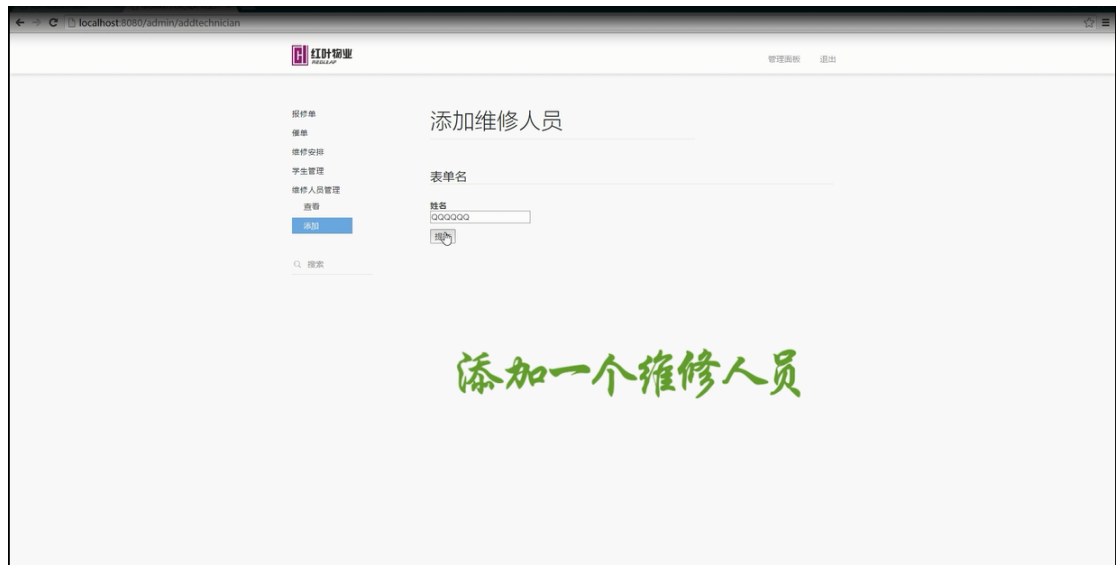 localhost:8080/admin/addtechnician
红叶物业
REDLEAF
管理面板 退出
报修单
催单
维修安排
学生管理
维修人员管理
查看
添加
搜索
添加维修人员
表单名
姓名
QQQQQQ
添加一个维修人员